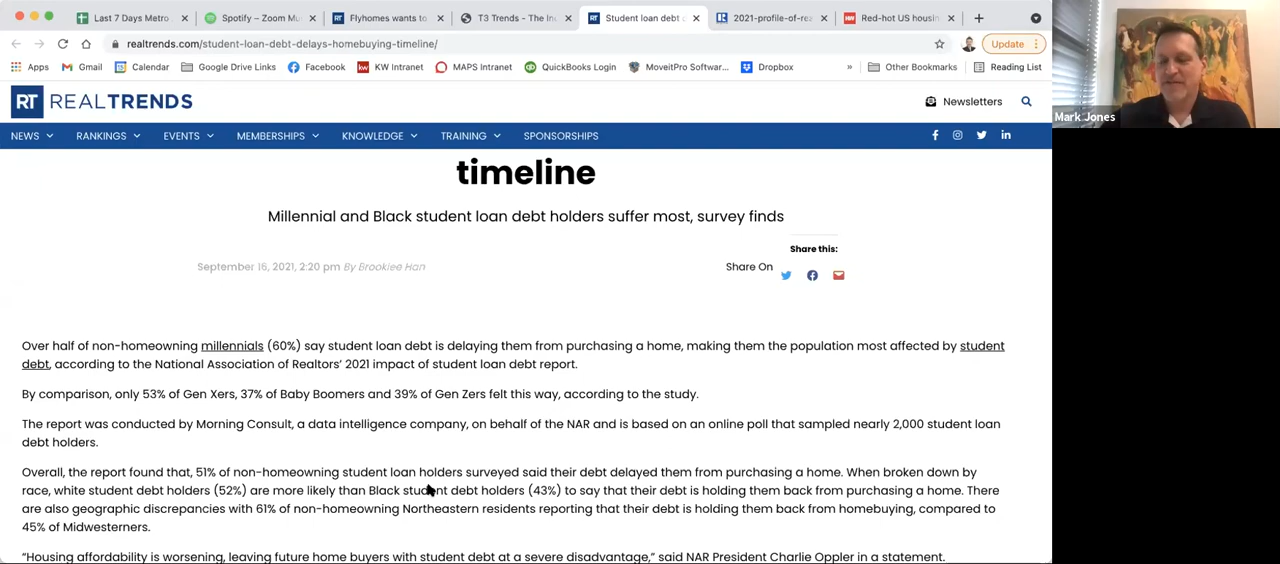 Last 7 Days Metro
Spotify – Zoom Mu
Flyhomes wants to
T3 Trends - The In
Student loan debt d
2021-profile-of-rea
Red-hot US housin
realtrends.com/student-loan-debt-delays-homebuying-timeline/
Update
Apps
Gmail
Calendar
Google Drive Links
Facebook
KW Intranet
MAPS Intranet
QuickBooks Login
MoveitPro Softwar...
Dropbox
»
Other Bookmarks
Reading List
RT REALTRENDS
Newsletters
NEWS
RANKINGS
EVENTS
MEMBERSHIPS
KNOWLEDGE
TRAINING
SPONSORSHIPS
timeline
Millennial and Black student loan debt holders suffer most, survey finds
Share this:
September 16, 2021, 2:20 pm By Brookiee Han
Share On
Over half of non-homeowning millennials (60%) say student loan debt is delaying them from purchasing a home, making them the population most affected by student
debt, according to the National Association of Realtors’ 2021 impact of student loan debt report.
By comparison, only 53% of Gen Xers, 37% of Baby Boomers and 39% of Gen Zers felt this way, according to the study.
The report was conducted by Morning Consult, a data intelligence company, on behalf of the NAR and is based on an online poll that sampled nearly 2,000 student loan
debt holders.
Overall, the report found that, 51% of non-homeowning student loan holders surveyed said their debt delayed them from purchasing a home. When broken down by
race, white student debt holders (52%) are more likely than Black student debt holders (43%) to say that their debt is holding them back from purchasing a home. There
are also geographic discrepancies with 61% of non-homeowning Northeastern residents reporting that their debt is holding them back from homebuying, compared to
45% of Midwesterners.
“Housing affordability is worsening, leaving future home buyers with student debt at a severe disadvantage,” said NAR President Charlie Oppler in a statement.
Mark Jones